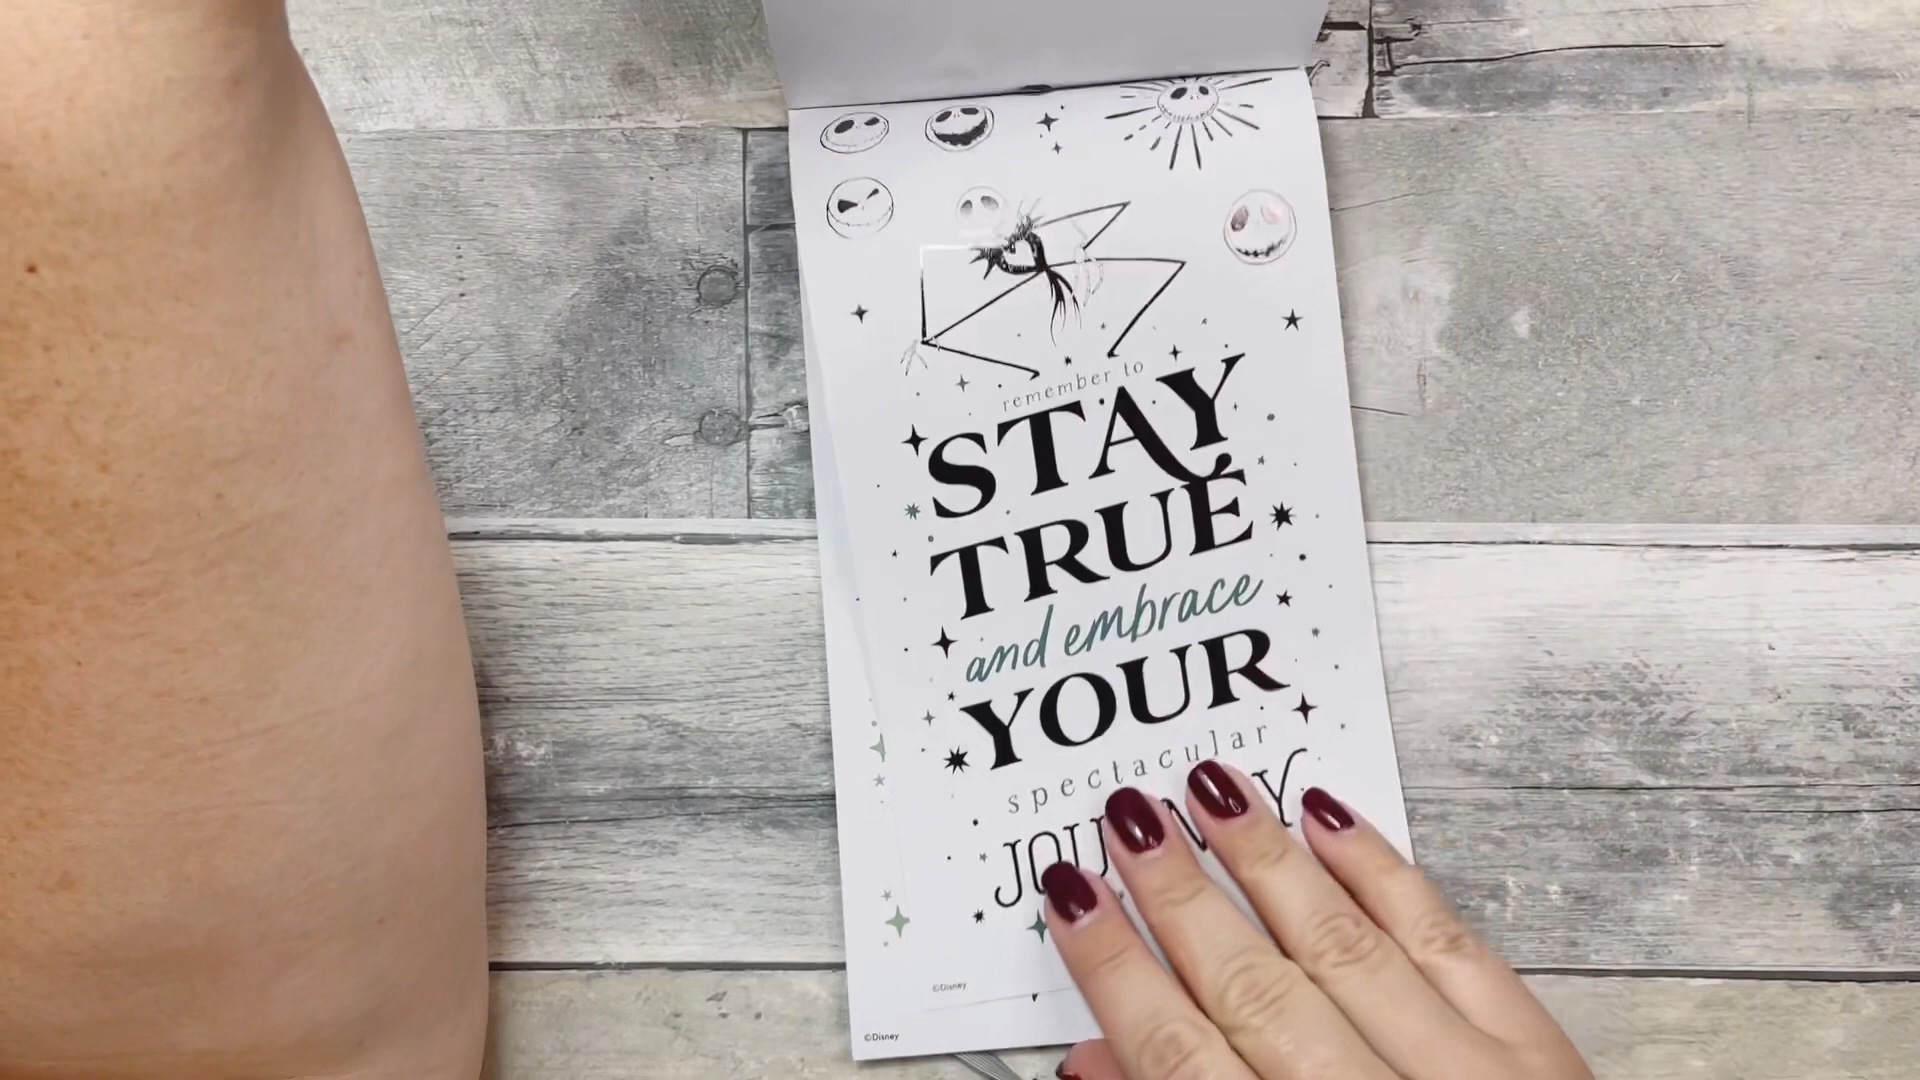 remember to
STAY
TRUE
and embrace
YOUR
spectacular
©Disney
©Disney